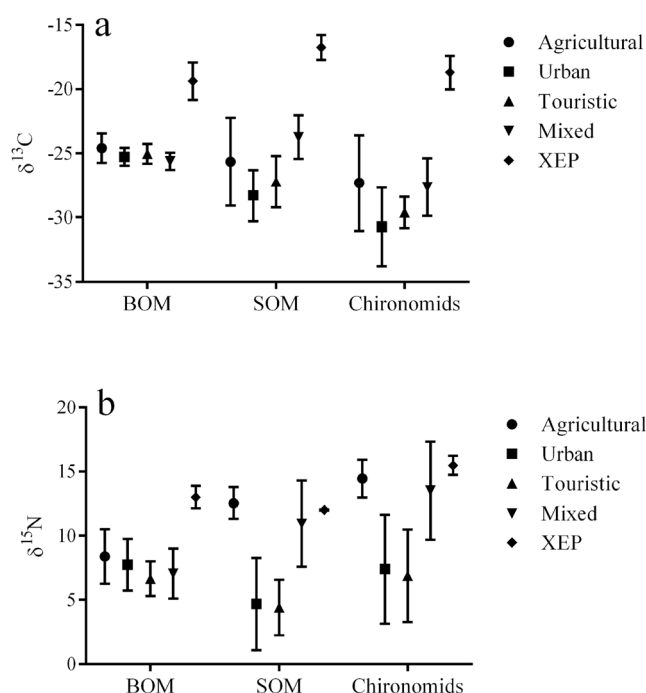 a
-15
-20
-25
-30
-35
δ¹³C
BOM SOM Chironomids
Agricultural
Urban
Touristic
Mixed
XEP
b
20
15
10
5
0
δ¹⁵N
BOM SOM Chironomids
Agricultural
Urban
Touristic
Mixed
XEP